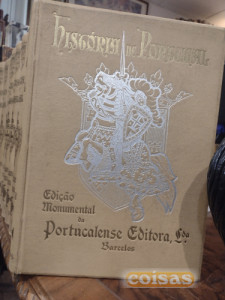 História de Portugal
Edição
Monumental
da
Portucalense Editora, Lda
Barcelos
coisas